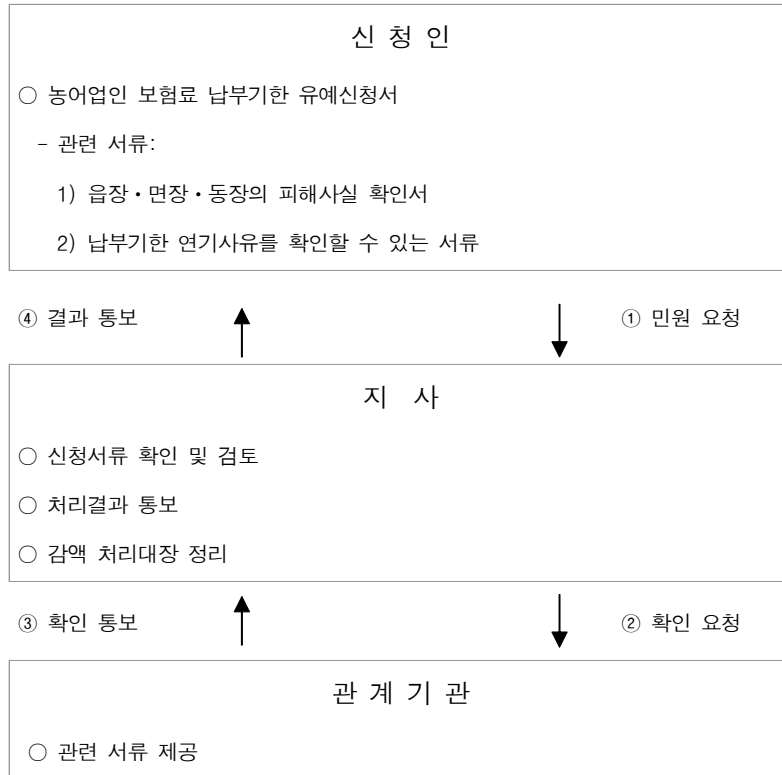 신 청 인
○ 농어업인 보험료 납부기한 유예신청서
- 관련 서류:
1) 읍장・면장・동장의 피해사실 확인서
2) 납부기한 연기사유를 확인할 수 있는 서류
④ 결과 통보
① 민원 요청
지 사
○ 신청서류 확인 및 검토
○ 처리결과 통보
○ 감액 처리대장 정리
③ 확인 통보
② 확인 요청
관 계 기 관
○ 관련 서류 제공